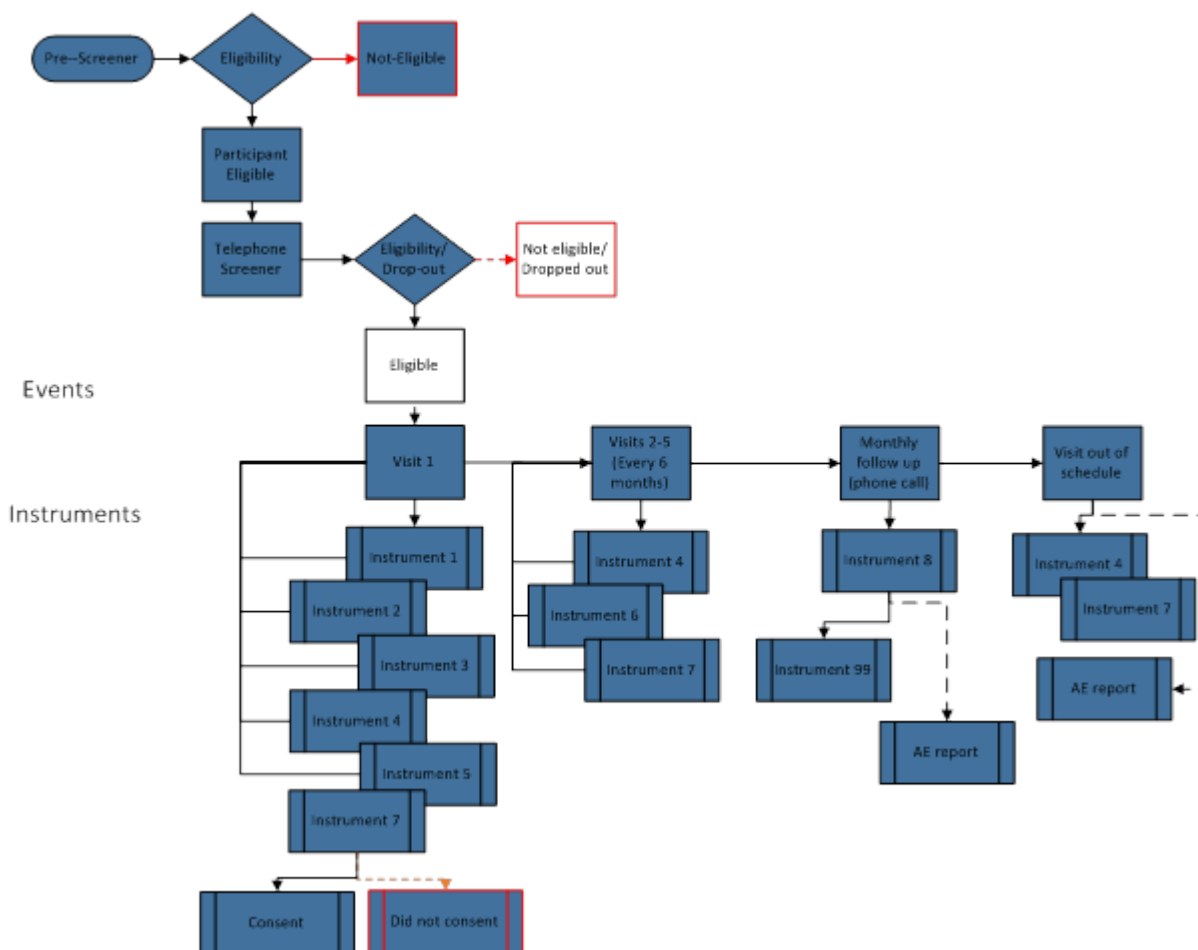 Pre--Screener
Eligibility
Not-Eligible
Participant
Eligible
Telephone
Screener
Eligibility/
Drop-out
Not eligible/
Dropped out
Eligible
Events
Visit 1
Visits 2-5
(Every 6
months)
Monthly
follow up
(phone call)
Visit out of
schedule
Instruments
Instrument 1
Instrument 2
Instrument 3
Instrument 4
Instrument 5
Instrument 7
Consent
Did not consent
Instrument 4
Instrument 6
Instrument 7
Instrument 8
Instrument 99
AE report
Instrument 4
Instrument 7
AE report